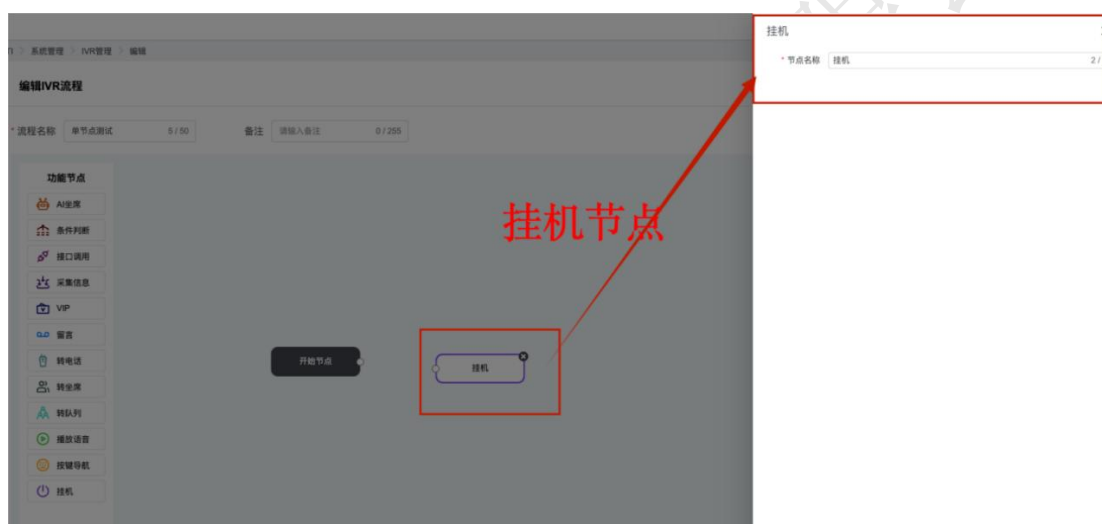 系统管理 > IVR管理 > 编辑
编辑IVR流程
* 流程名称 单节点测试 5 / 50 备注 请输入备注 0 / 255
功能节点
AI坐席
条件判断
接口调用
采集信息
VIP
留言
转电话
转坐席
转队列
播放语音
按键导航
挂机
开始节点
挂机
挂机节点
挂机
* 节点名称 挂机 2 /